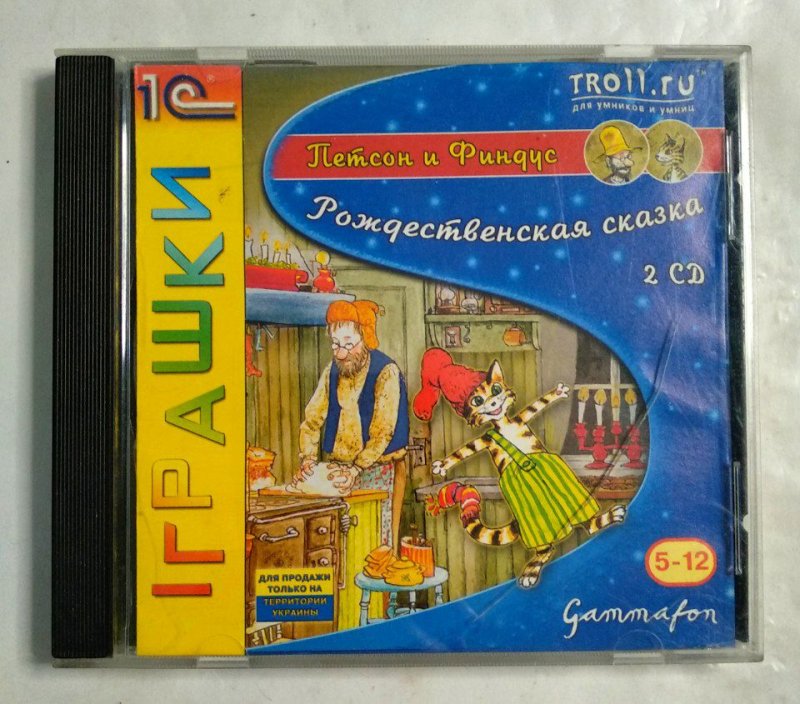 1С®
ІГРАШКИ
TROLL.RU™
для умников и умниц
Петсон и Финдус
Рождественская сказка
2 CD
ДЛЯ ПРОДАЖИ
ТОЛЬКО НА
ТЕРРИТОРИИ
УКРАИНЫ
5-12
Gammafon